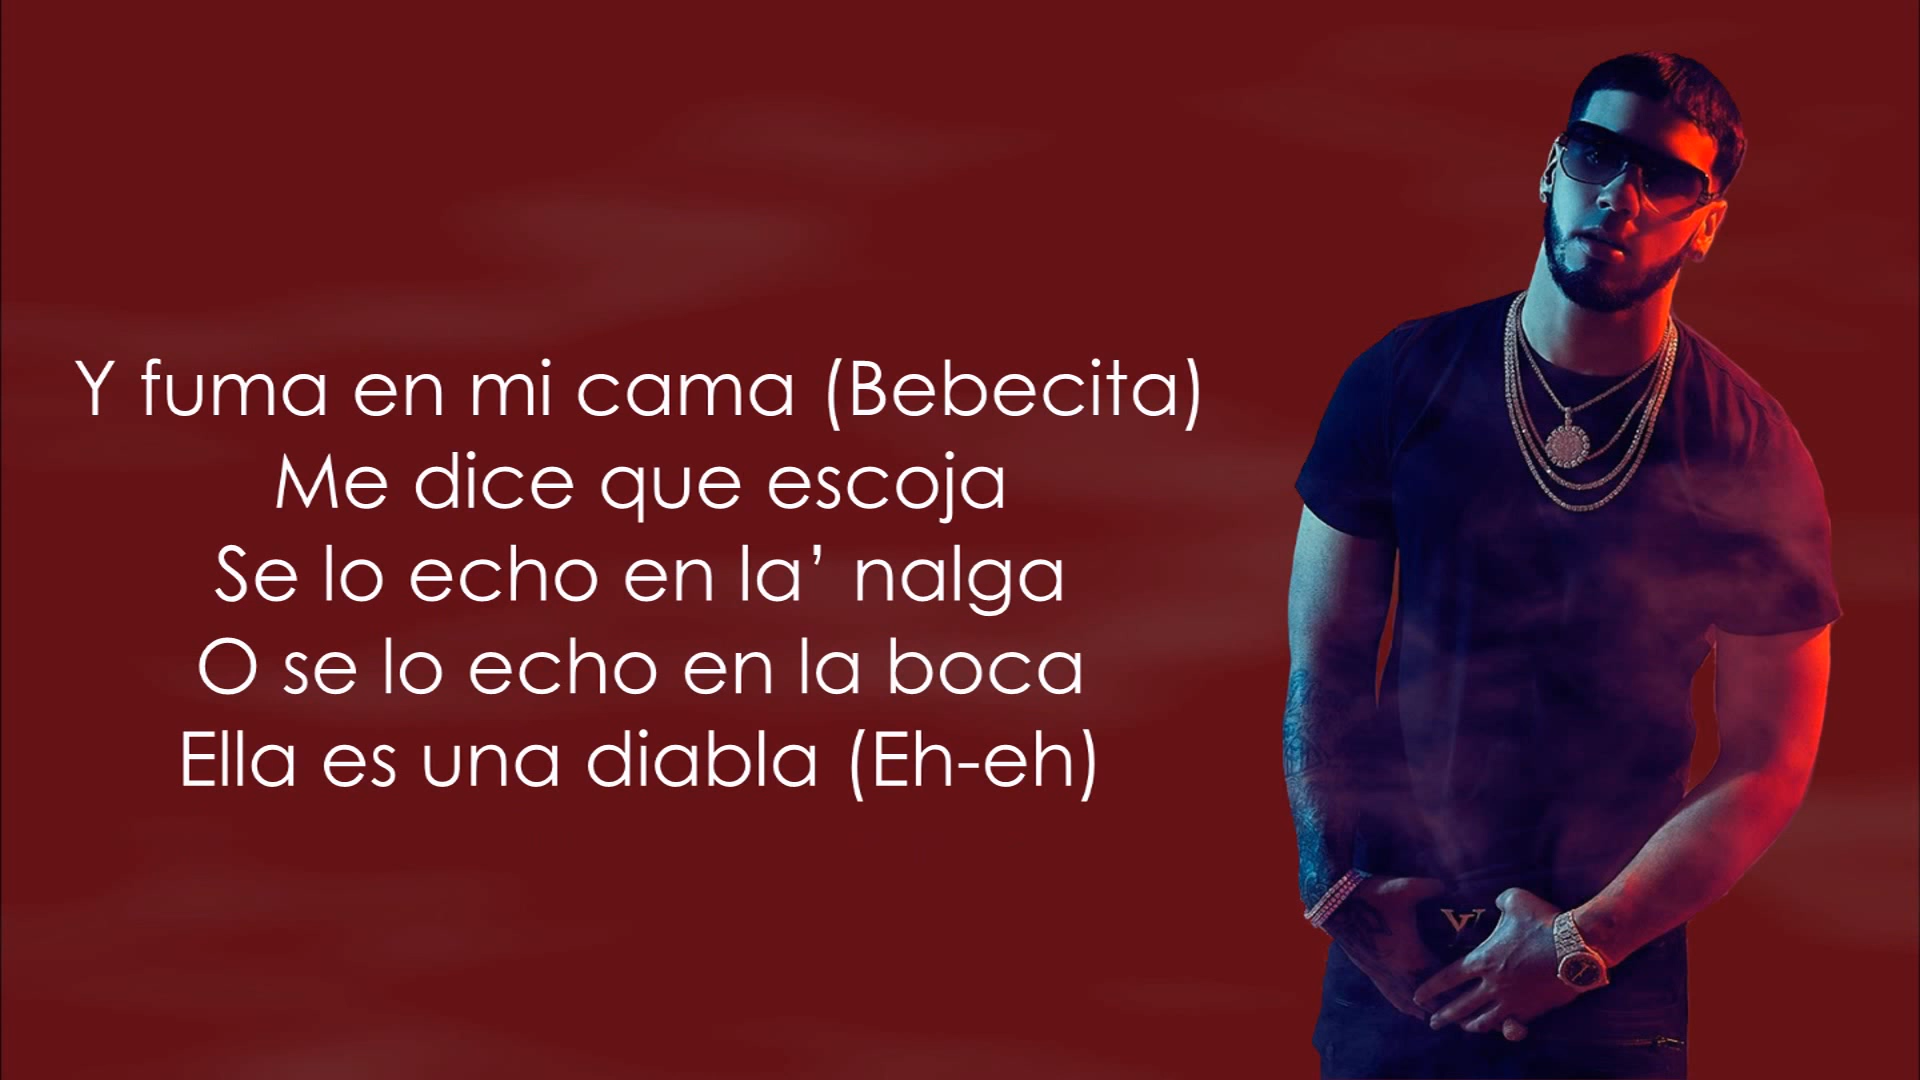 Y fuma en mi cama (Bebecita)
Me dice que escoja
Se lo echo en la’ nalga
O se lo echo en la boca
Ella es una diabla (Eh-eh)